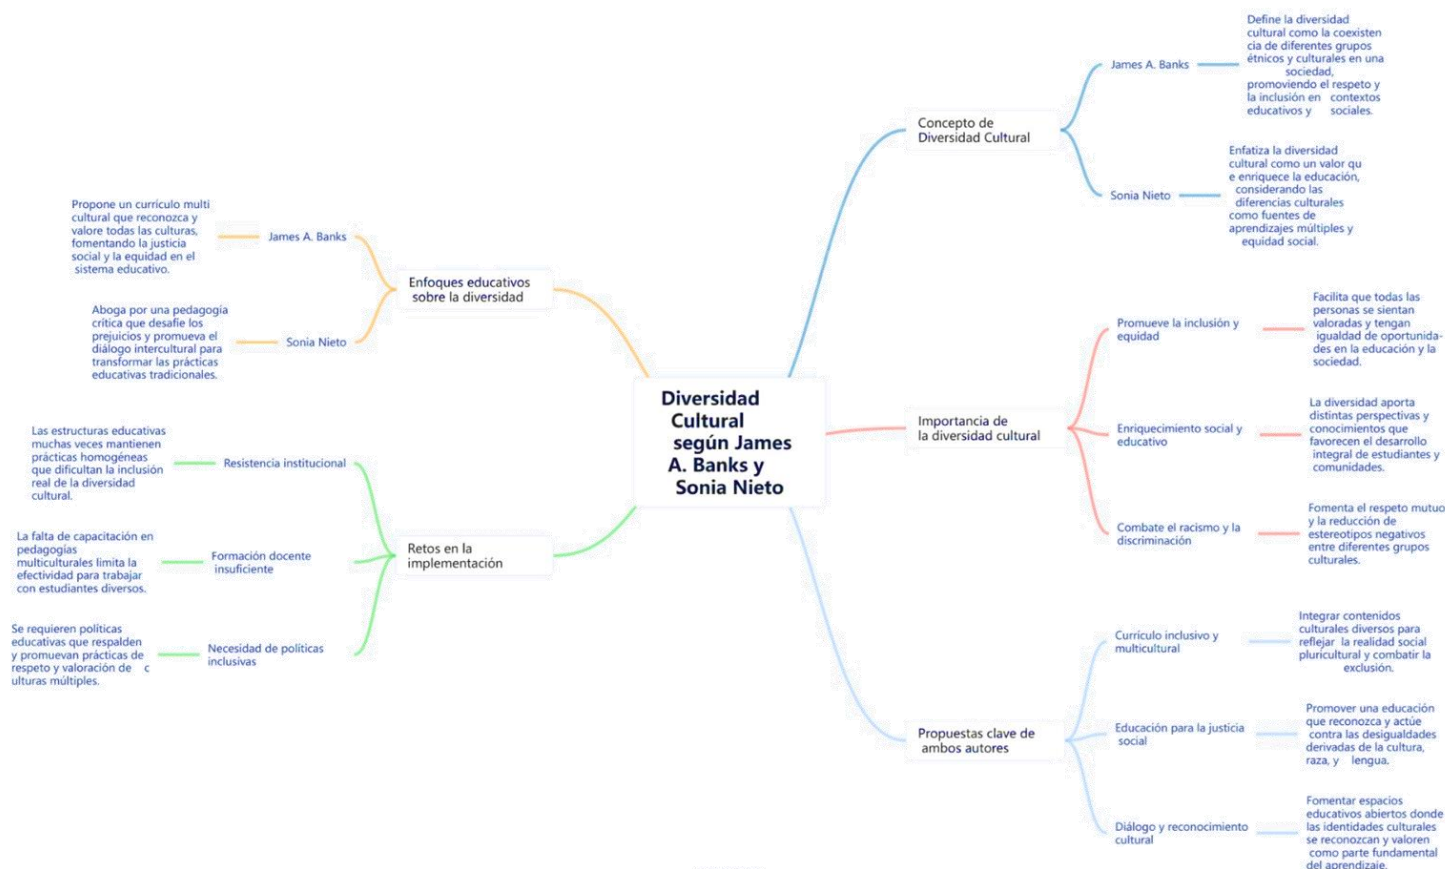 Diversidad
Cultural
según James
A. Banks y
Sonia Nieto
Concepto de
Diversidad Cultural
James A. Banks
Define la diversidad
cultural como la coexisten
cia de diferentes grupos
étnicos y culturales en una
sociedad,
promoviendo el respeto y
la inclusión en contextos
educativos y sociales.
Sonia Nieto
Enfatiza la diversidad
cultural como un valor qu
e enriquece la educación,
considerando las
diferencias culturales
como fuentes de
aprendizajes múltiples y
equidad social.
Importancia de
la diversidad cultural
Promueve la inclusión y
equidad
Facilita que todas las
personas se sientan
valoradas y tengan
igualdad de oportunida-
des en la educación y la
sociedad.
Enriquecimiento social y
educativo
La diversidad aporta
distintas perspectivas y
conocimientos que
favorecen el desarrollo
integral de estudiantes y
comunidades.
Combate el racismo y la
discriminación
Fomenta el respeto mutuo
y la reducción de
estereotipos negativos
entre diferentes grupos
culturales.
Propuestas clave de
ambos autores
Currículo inclusivo y
multicultural
Integrar contenidos
culturales diversos para
reflejar la realidad social
pluricultural y combatir la
exclusión.
Educación para la justicia
social
Promover una educación
que reconozca y actúe
contra las desigualdades
derivadas de la cultura,
raza, y lengua.
Diálogo y reconocimiento
cultural
Fomentar espacios
educativos abiertos donde
las identidades culturales
se reconozcan y valoren
como parte fundamental
del aprendizaje.
Enfoques educativos
sobre la diversidad
James A. Banks
Propone un currículo multi
cultural que reconozca y
valore todas las culturas,
fomentando la justicia
social y la equidad en el
sistema educativo.
Sonia Nieto
Aboga por una pedagogía
crítica que desafíe los
prejuicios y promueva el
diálogo intercultural para
transformar las prácticas
educativas tradicionales.
Retos en la
implementación
Resistencia institucional
Las estructuras educativas
muchas veces mantienen
prácticas homogéneas
que dificultan la inclusión
real de la diversidad
cultural.
Formación docente
insuficiente
La falta de capacitación en
pedagogías
multiculturales limita la
efectividad para trabajar
con estudiantes diversos.
Necesidad de políticas
inclusivas
Se requieren políticas
educativas que respalden
y promuevan prácticas de
respeto y valoración de c
ulturas múltiples.